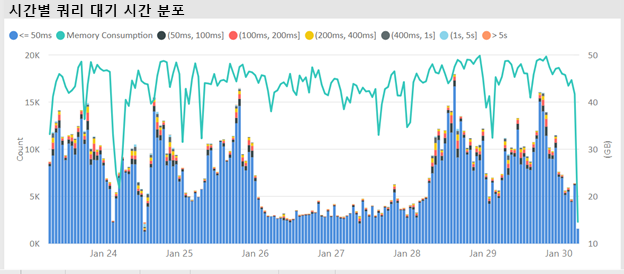 시간별 쿼리 대기 시간 분포
<= 50ms Memory Consumption (50ms, 100ms] (100ms, 200ms] (200ms, 400ms] (400ms, 1s] (1s, 5s] > 5s
20K 50
15K 40
10K 30
5K 20
0K 10
Count
(GB)
Jan 24 Jan 25 Jan 26 Jan 27 Jan 28 Jan 29 Jan 30